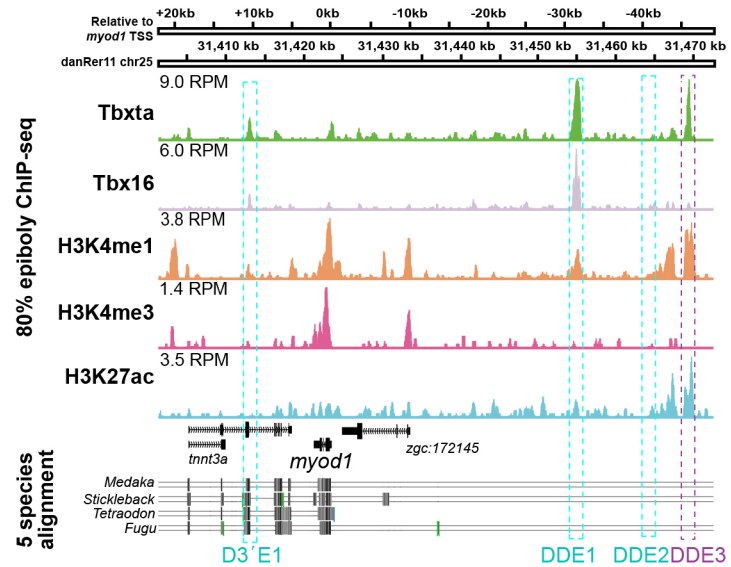 Relative to
myod1 TSS
+20kb +10kb 0Kb -10kb -20kb -30kb -40kb
31,410 kb 31,420 kb 31,430 kb 31,440 kb 31,450 kb 31,460 kb 31,470 kb
danRer11 chr25
80% epiboly ChIP-seq
9.0 RPM
Tbxta
6.0 RPM
Tbx16
3.8 RPM
H3K4me1
1.4 RPM
H3K4me3
3.5 RPM
H3K27ac
tnnt3a
myod1
zgc:172145
5 species
alignment
Medaka
Stickleback
Tetraodon
Fugu
D3´E1 DDE1 DDE2 DDE3